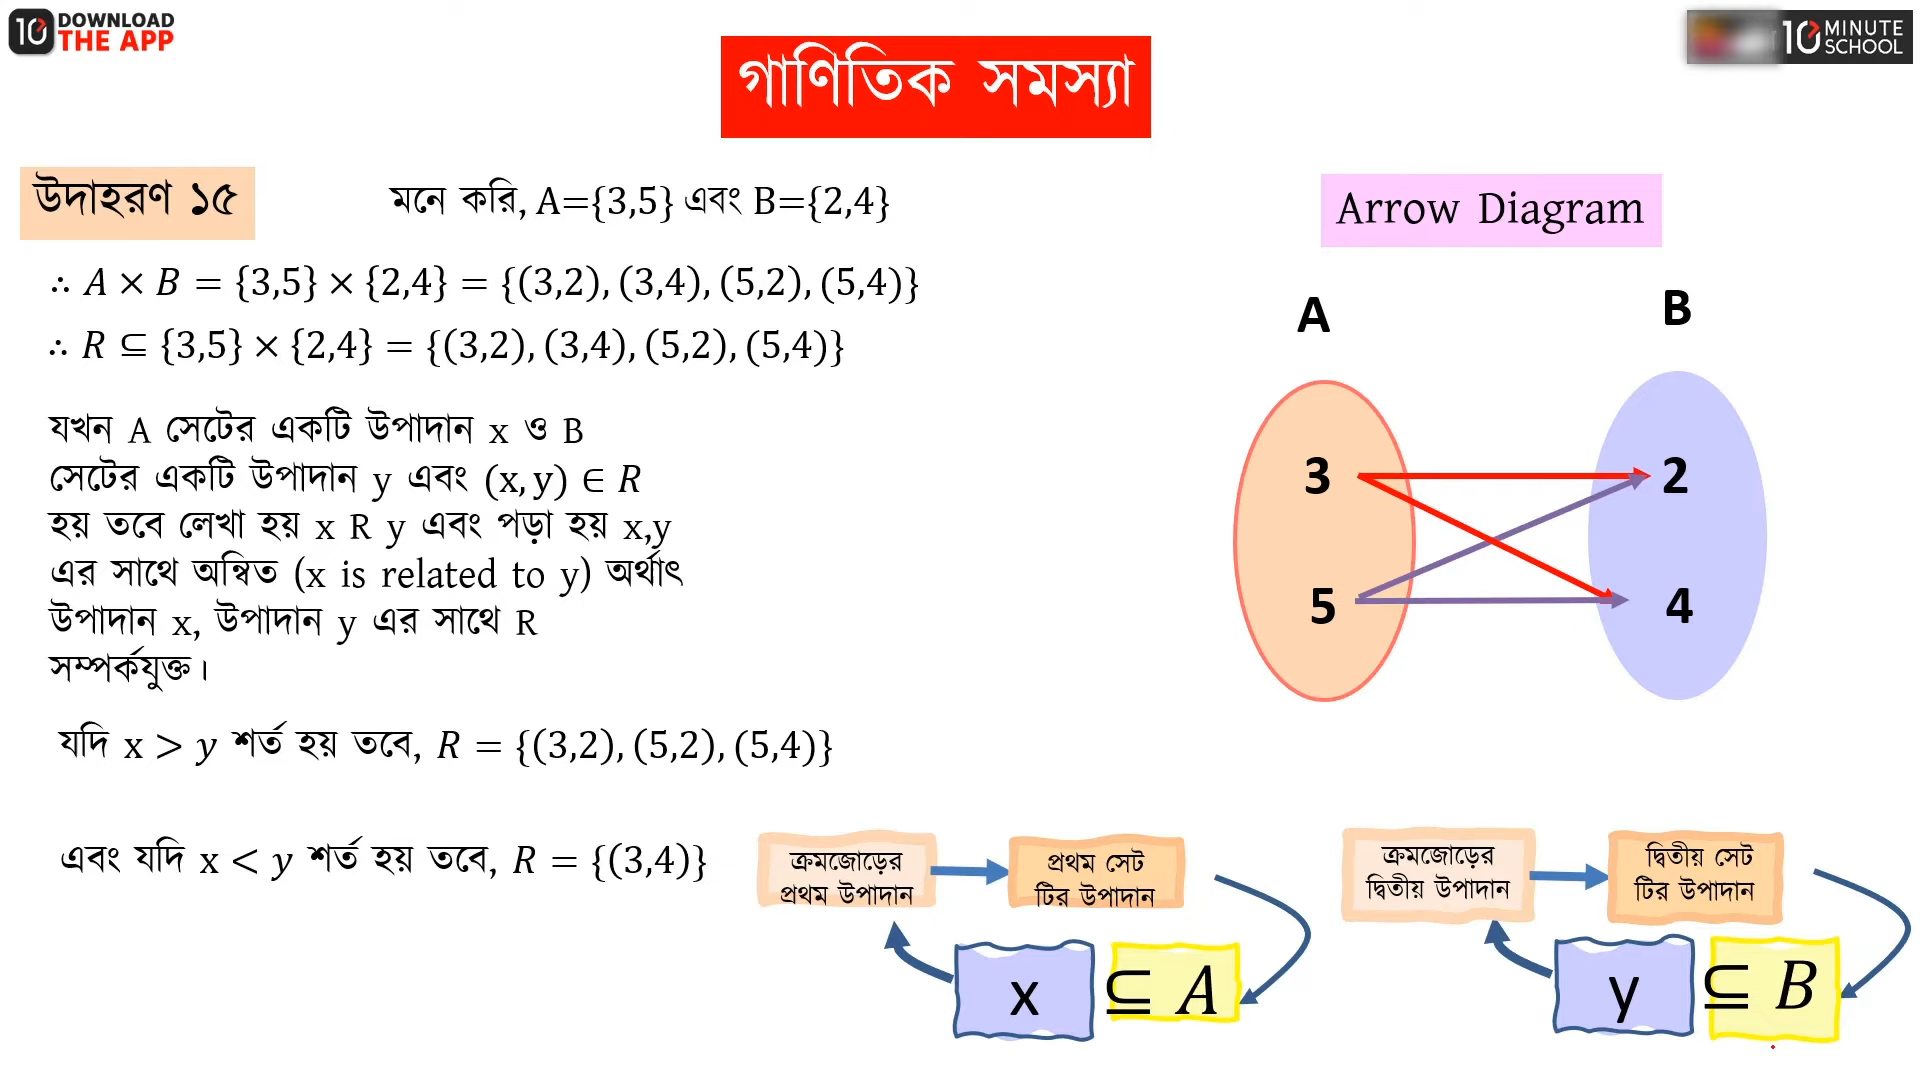 10 DOWNLOAD
THE APP
10 MINUTE
SCHOOL
গাণিতিক সমস্যা
উদাহরণ ১৫
মনে করি, A={3,5} এবং B={2,4}
∴ A × B = {3,5} × {2,4} = {(3,2), (3,4), (5,2), (5,4)}
∴ R ⊆ {3,5} × {2,4} = {(3,2), (3,4), (5,2), (5,4)}
যখন A সেটের একটি উপাদান x ও B
সেটের একটি উপাদান y এবং (x, y) ∈ R
হয় তবে লেখা হয় x R y এবং পড়া হয় x,y
এর সাথে অন্বিত (x is related to y) অর্থাৎ
উপাদান x, উপাদান y এর সাথে R
সম্পর্কযুক্ত।
যদি x > y শর্ত হয় তবে, R = {(3,2), (5,2), (5,4)}
এবং যদি x < y শর্ত হয় তবে, R = {(3,4)}
Arrow Diagram
A B
3 2
5 4
ক্রমজোড়ের
প্রথম উপাদান
প্রথম সেট
টির উপাদান
x ⊆ A
ক্রমজোড়ের
দ্বিতীয় উপাদান
দ্বিতীয় সেট
টির উপাদান
y ⊆ B